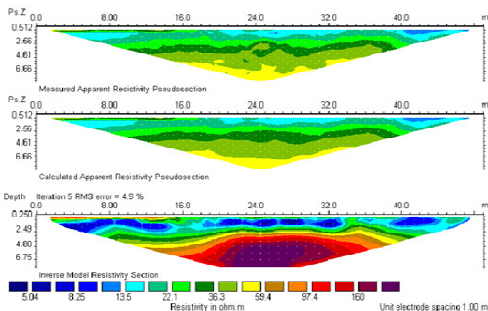 Ps.Z 0.0 8.00 16.0 24.0 32.0 40.0 m
0.512
2.66
4.61
6.66
Measured Apparent Resistivity Pseudosection
Ps.Z 0.0 8.00 16.0 24.0 32.0 40.0 m
0.512
2.56
4.61
6.66
Calculated Apparent Resistivity Pseudosection
Depth Iteration 5 RMS error = 4.9 %
0.250 0.0 8.0 16.0 24.0 32.0 40.0 m
2.49
4.60
6.75
Inverse Model Resistivity Section
5.04 8.25 13.5 22.1 36.3 59.4 97.4 160
Resistivity in ohm.m Unit electrode spacing 1.00 m